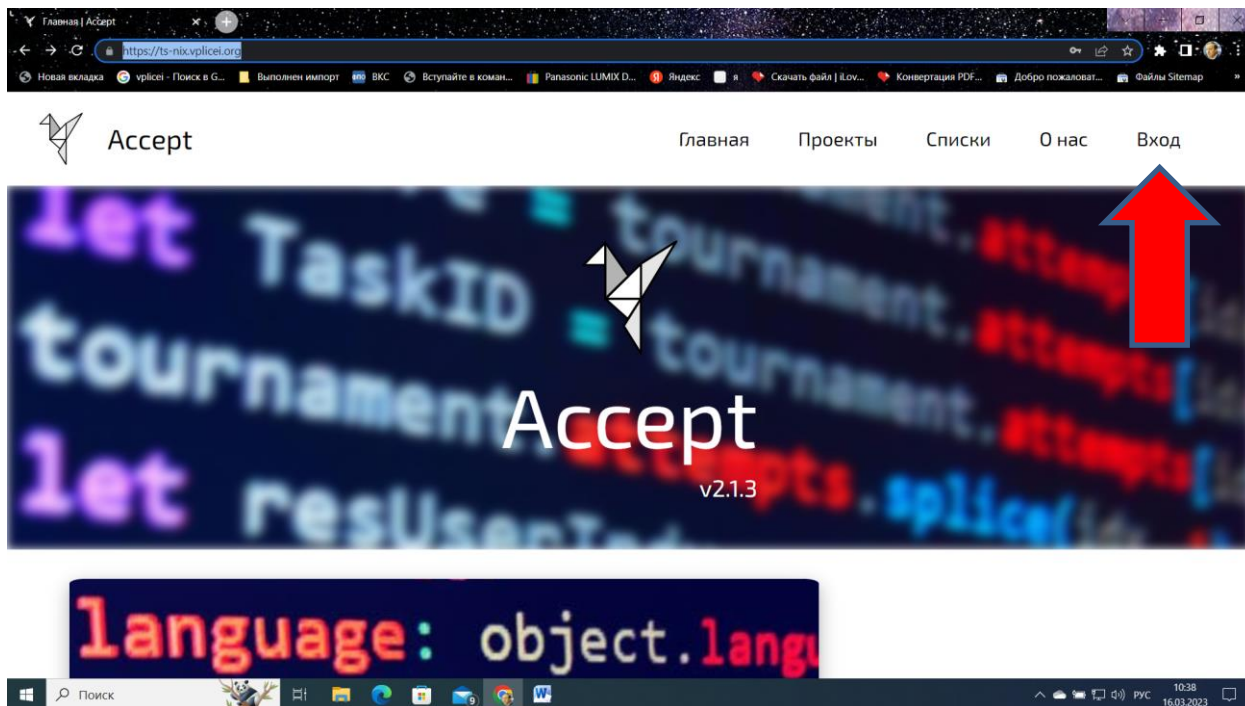 Главная | Accept
https://ts-nix.vplicei.org
Новая вкладка vplicei - Поиск в G... Выполнен импорт ВКС Вступайте в коман... Panasonic LUMIX D... Яндекс я Скачать файл | iLov... Конвертация PDF... Добро пожаловат... Файлы Sitemap »
Accept Главная Проекты Списки О нас Вход
let TaskID = tournament.attempts[
tournament.attempts.splice(
let
Accept
v2.1.3
language: object.langu
Поиск
РУС
10:38
16.03.2023